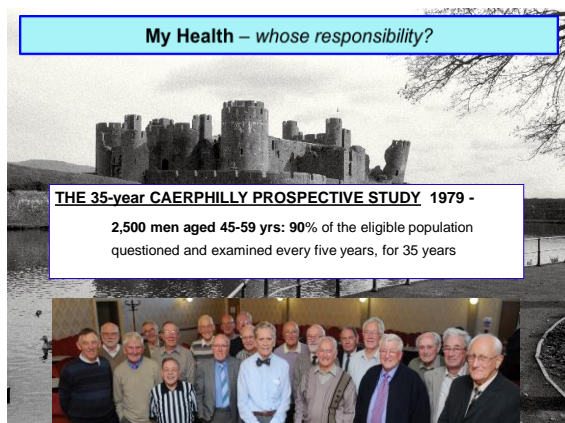 My Health – whose responsibility?
THE 35-year CAERPHILLY PROSPECTIVE STUDY 1979 -
2,500 men aged 45-59 yrs: 90% of the eligible population
questioned and examined every five years, for 35 years